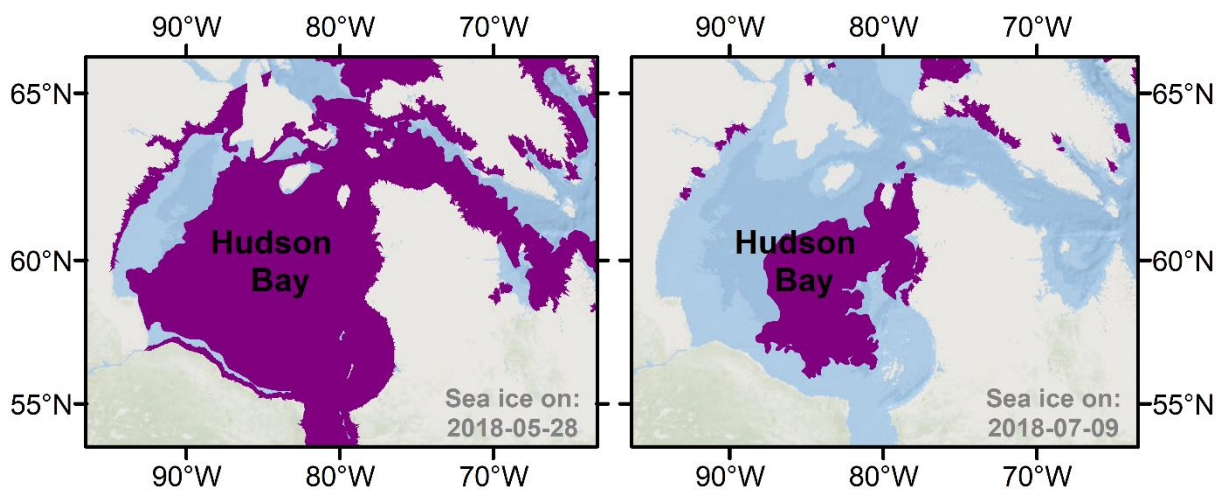 90°W 80°W 70°W 90°W 80°W 70°W
65°N 65°N
Hudson Hudson
60°N 60°N
Bay Bay
Sea ice on: Sea ice on:
55°N 55°N
2018-05-28 2018-07-09
90°W 80°W 70°W 90°W 80°W 70°W